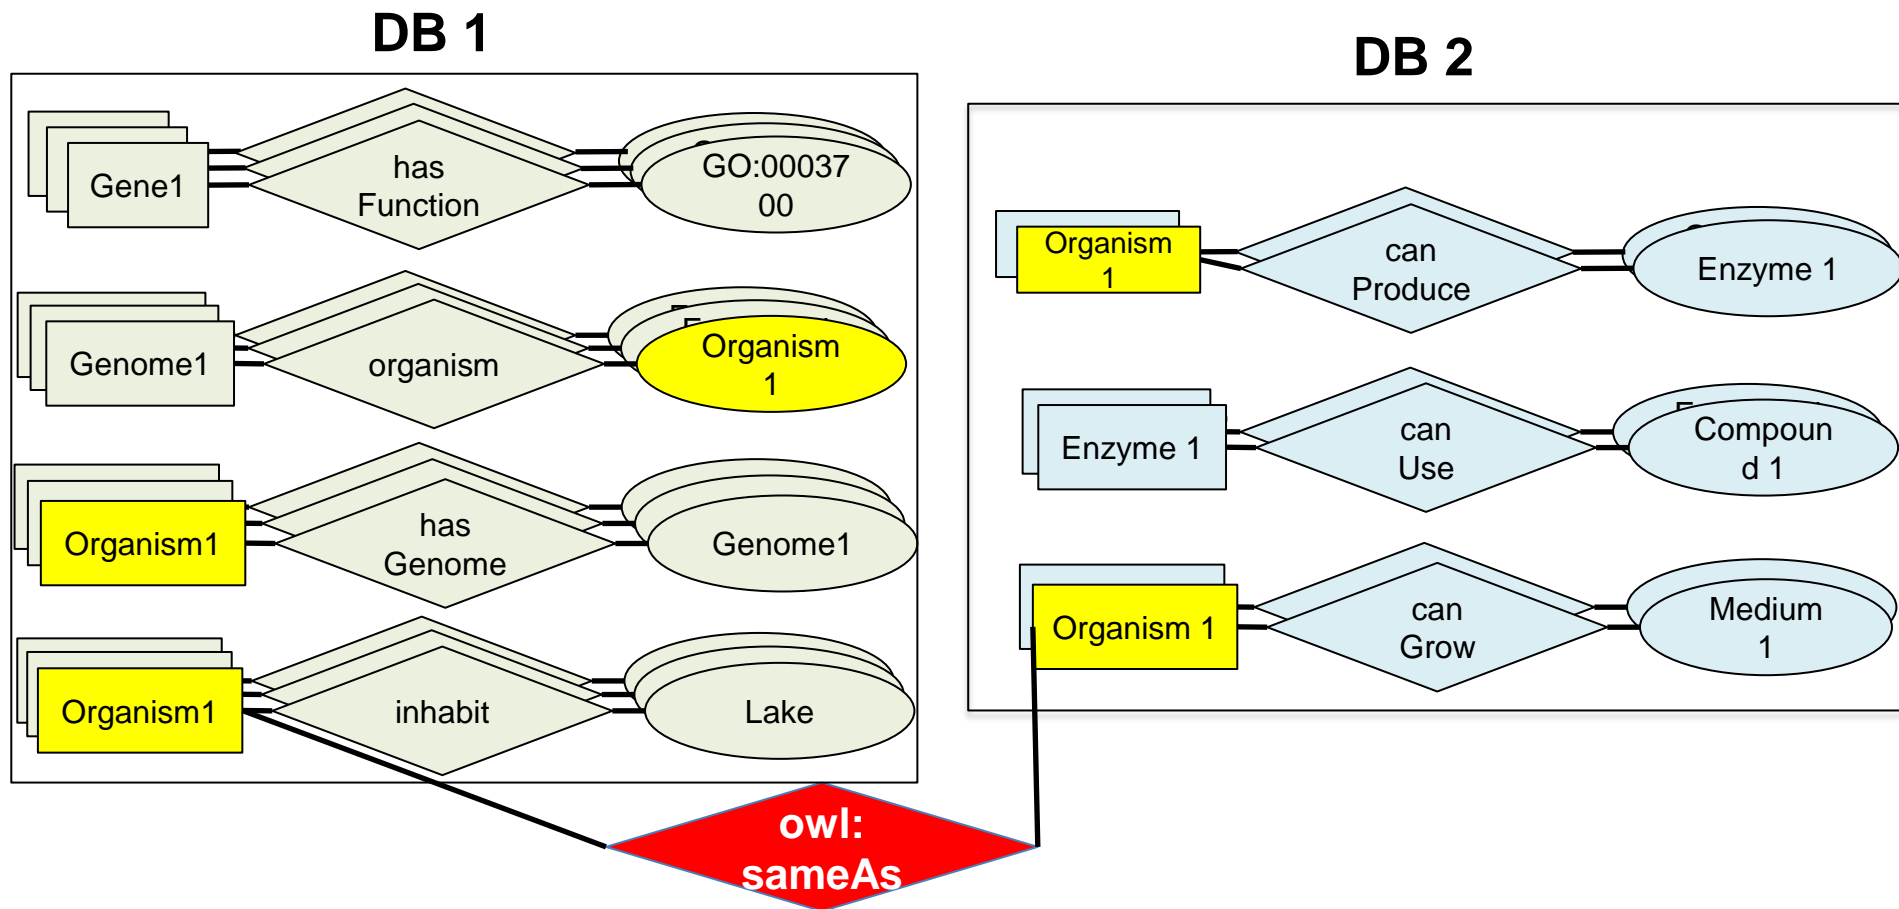 DB 1
Gene1
has
Function
GO:00037
00
Genome1
organism
Organism
1
Organism1
has
Genome
Genome1
Organism1
inhabit
Lake
DB 2
Organism
1
can
Produce
Enzyme 1
Enzyme 1
can
Use
Compoun
d 1
Organism 1
can
Grow
Medium
1
owl:
sameAs